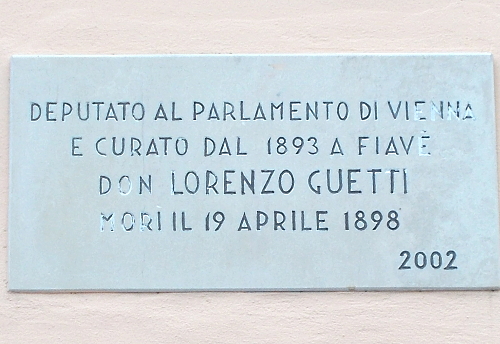 DEPUTATO AL PARLAMENTO DI VIENNA
E CURATO DAL 1893 A FIAVÈ
DON LORENZO GUETTI
MORÌ IL 19 APRILE 1898
2002